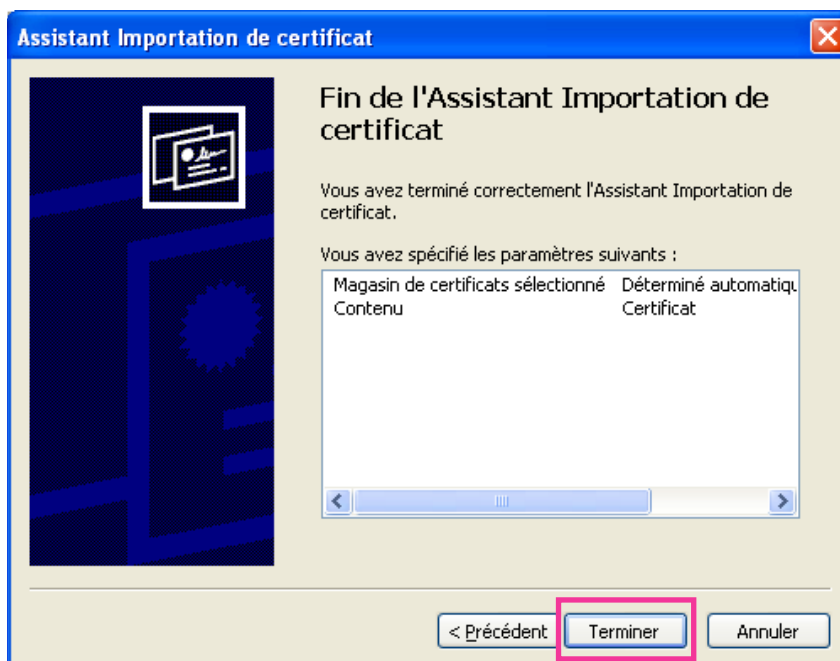 Assistant Importation de certificat
Fin de l'Assistant Importation de
certificat
Vous avez terminé correctement l'Assistant Importation de
certificat.
Vous avez spécifié les paramètres suivants :
Magasin de certificats sélectionné Déterminé automatiqu
Contenu Certificat
< Précédent Terminer Annuler